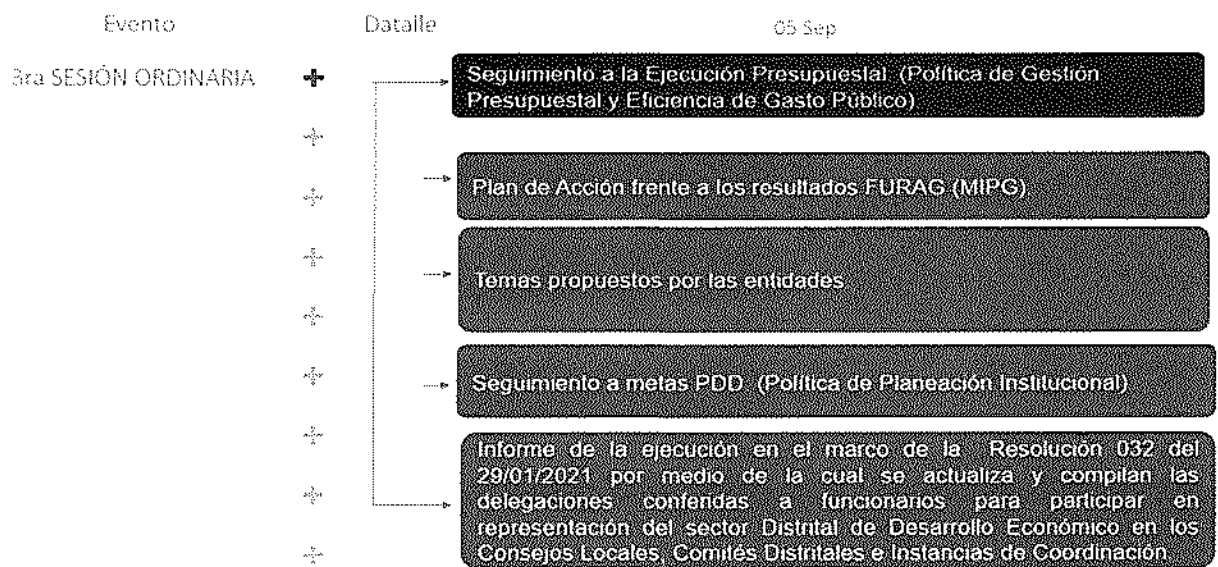 Evento Datalle 05 Sep
3ra SESIÓN ORDINARIA
Seguimiento a la Ejecución Presupuestal (Política de Gestión
Presupuestal y Eficiencia de Gasto Público)
Plan de Acción frente a los resultados FURAG (MIPG)
Temas propuestos por las entidades
Seguimiento a metas PDD (Política de Planeación Institucional)
Informe de la ejecución en el marco de la Resolución 032 del
29/01/2021 por medio de la cual se actualiza y compilan las
delegaciones conferidas a funcionarios para participar en
representación del sector Distrital de Desarrollo Económico en los
Consejos Locales, Comités Distritales e Instancias de Coordinación